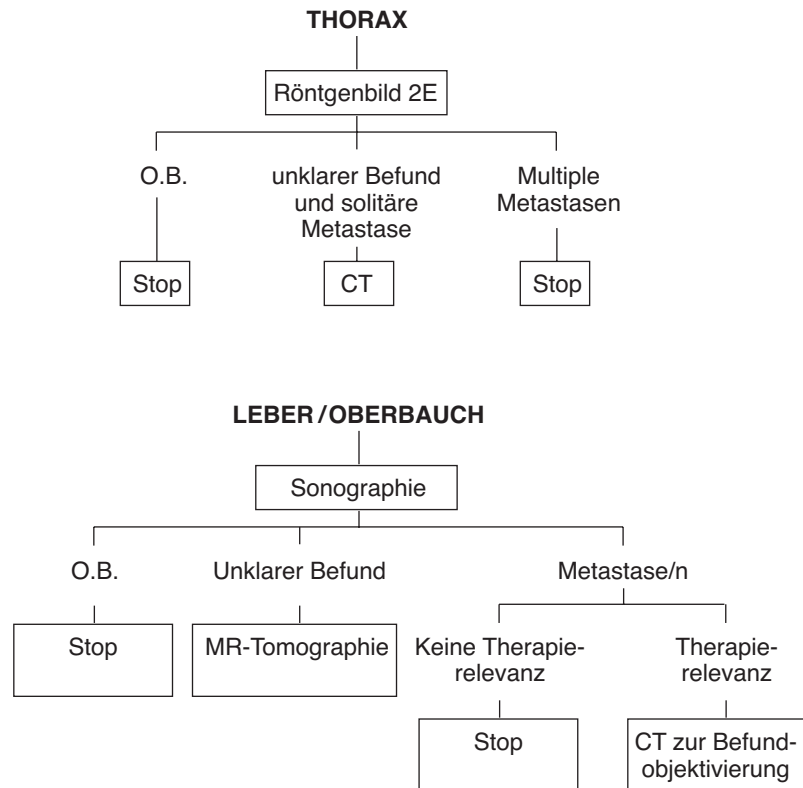 THORAX
Röntgenbild 2E
O.B.
unklarer Befund
und solitäre
Metastase
Multiple
Metastasen
Stop
CT
Stop
LEBER/OBERBAUCH
Sonographie
O.B.
Unklarer Befund
Metastase/n
Stop
MR-Tomographie
Keine Therapie-
relevanz
Therapie-
relevanz
Stop
CT zur Befund-
objektivierung